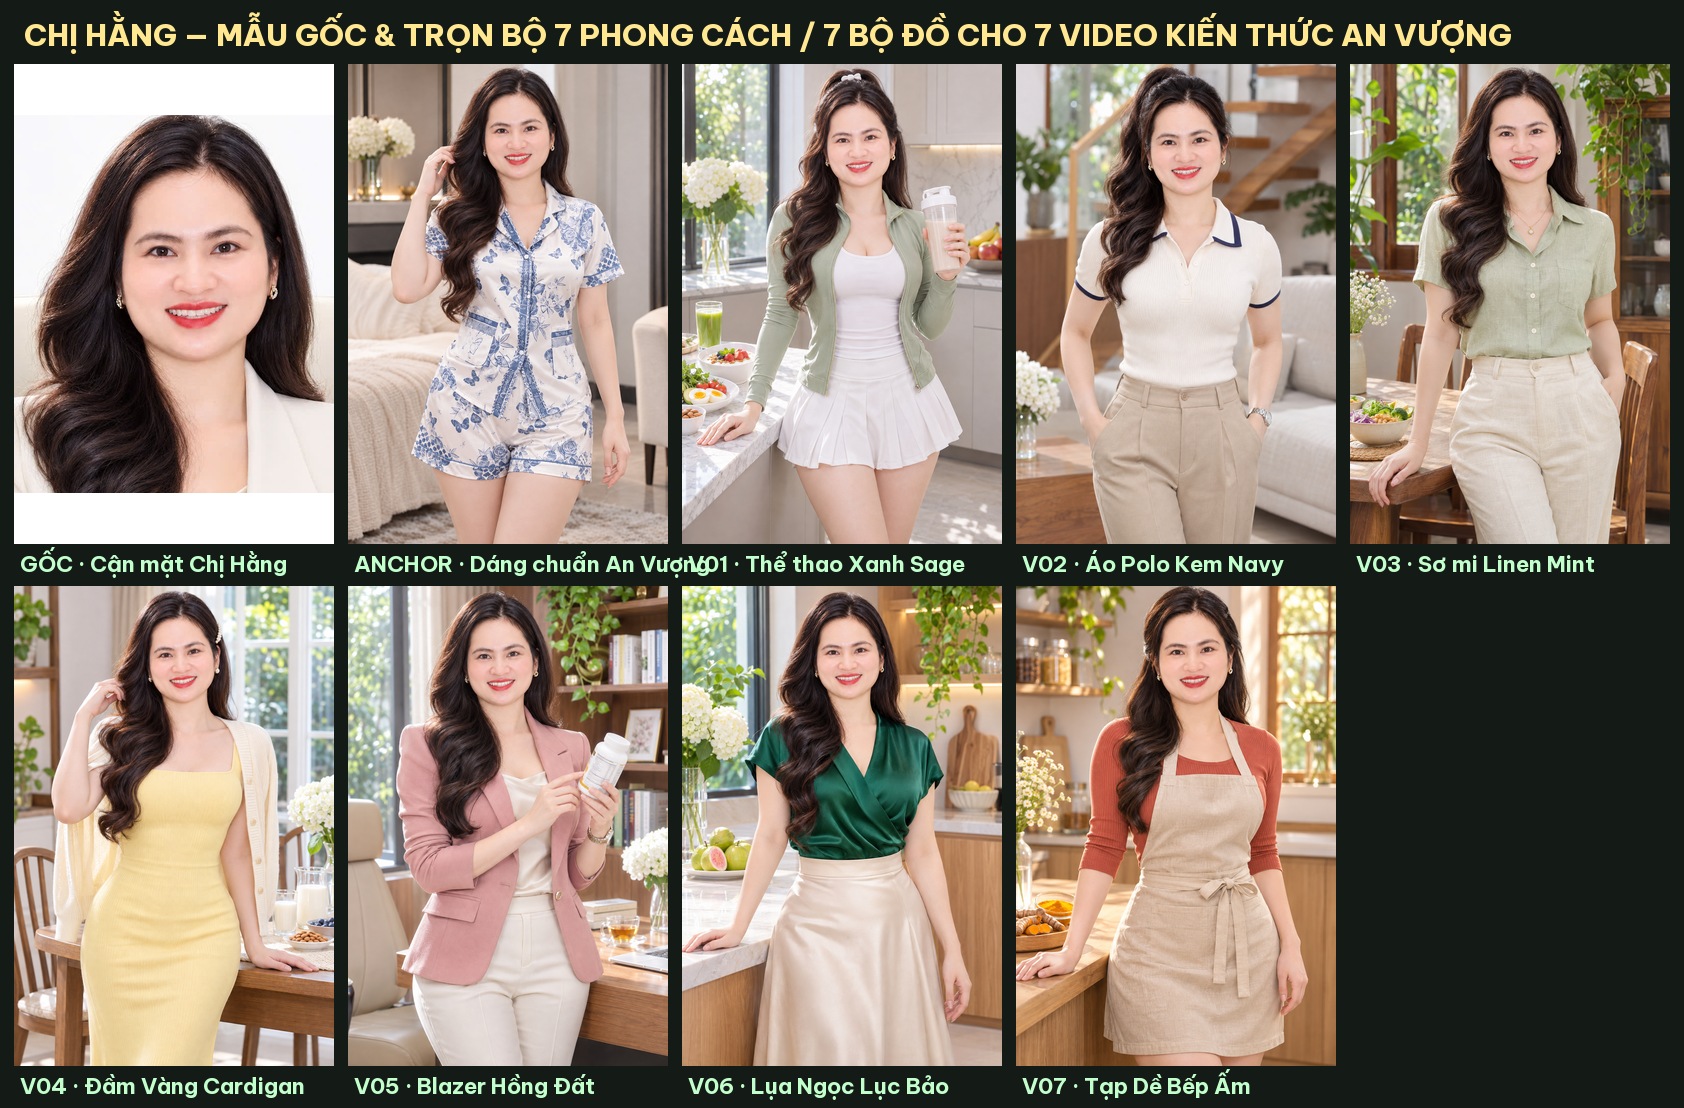 CHỊ HẰNG — MẪU GỐC & TRỌN BỘ 7 PHONG CÁCH / 7 BỘ ĐỒ CHO 7 VIDEO KIẾN THỨC AN VƯỢNG
GỐC · Cận mặt Chị Hằng
ANCHOR · Dáng chuẩn An Vượng
V01 · Thể thao Xanh Sage
V02 · Áo Polo Kem Navy
V03 · Sơ mi Linen Mint
V04 · Đầm Vàng Cardigan
V05 · Blazer Hồng Đất
V06 · Lụa Ngọc Lục Bảo
V07 · Tạp Dề Bếp Ấm